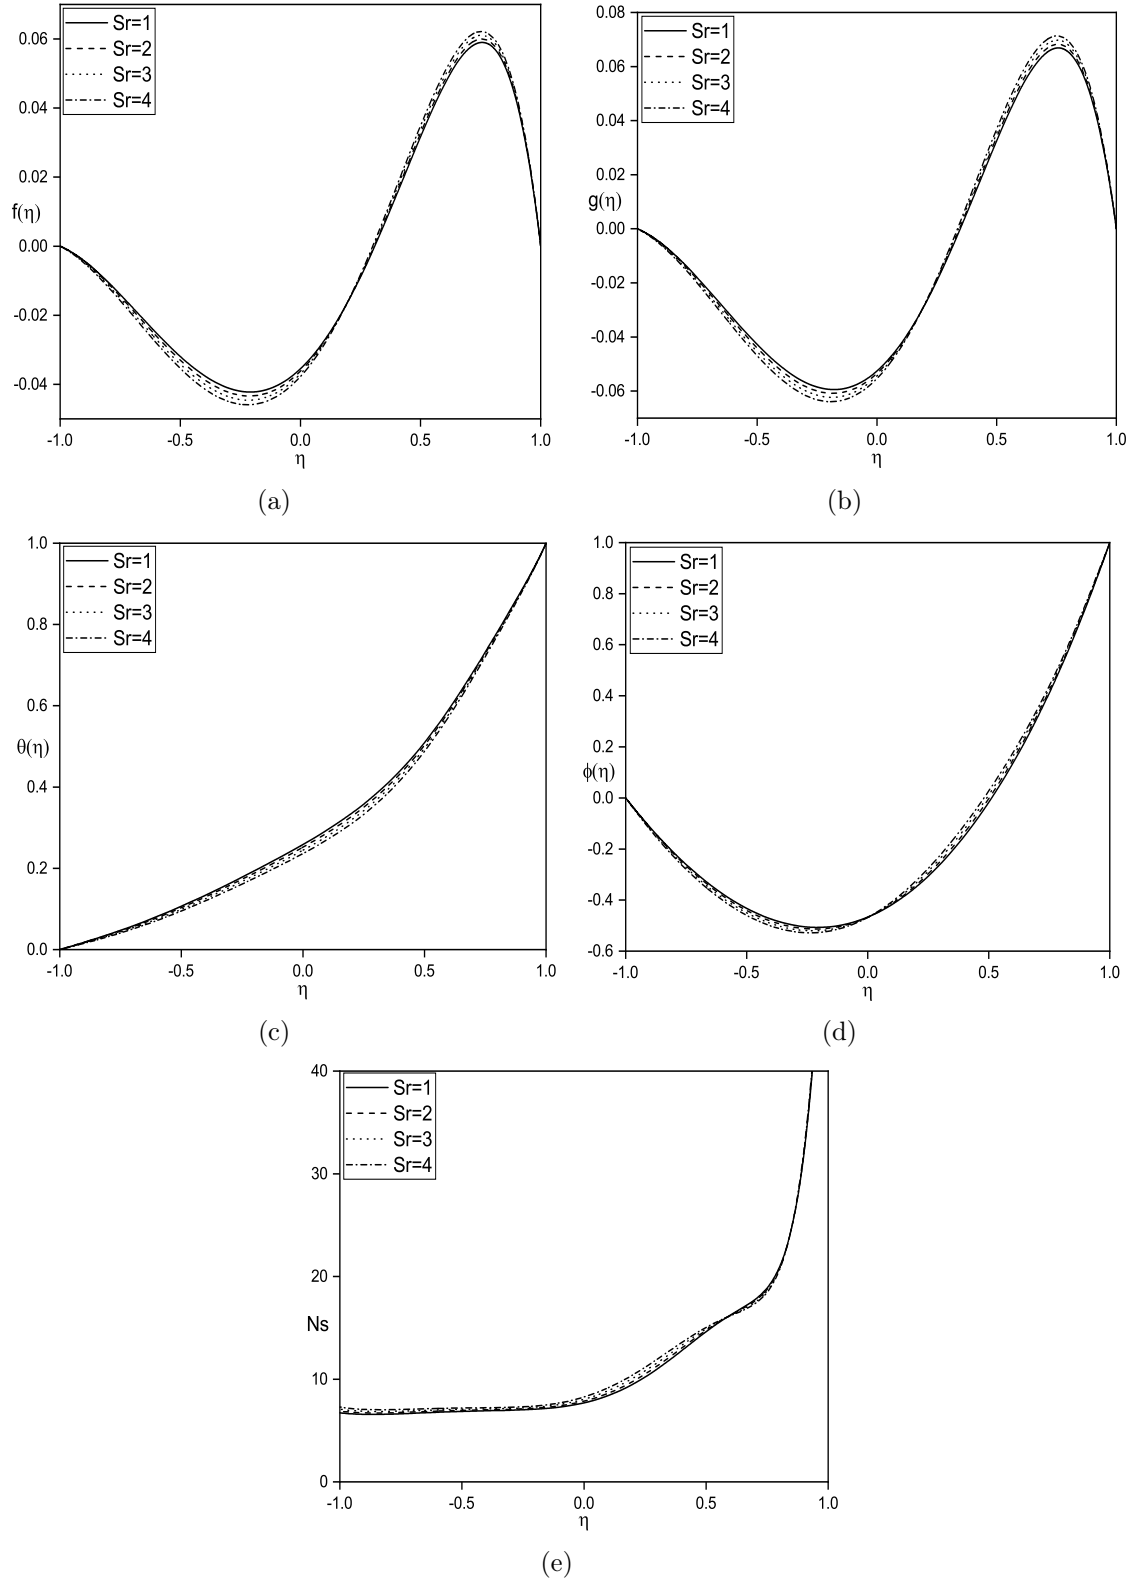 Sr=1
Sr=2
Sr=3
Sr=4
0.06
0.04
0.02
f(η)
0.00
-0.02
-0.04
-1.0 -0.5 0.0 0.5 1.0
η
(a)
Sr=1
Sr=2
Sr=3
Sr=4
0.08
0.06
0.04
0.02
g(η)
0.00
-0.02
-0.04
-0.06
-1.0 -0.5 0.0 0.5 1.0
η
(b)
Sr=1
Sr=2
Sr=3
Sr=4
1.0
0.8
0.6
θ(η)
0.4
0.2
0.0
-1.0 -0.5 0.0 0.5 1.0
η
(c)
Sr=1
Sr=2
Sr=3
Sr=4
1.0
0.8
0.6
0.4
0.2
ϕ(η)
0.0
-0.2
-0.4
-0.6
-1.0 -0.5 0.0 0.5 1.0
η
(d)
Sr=1
Sr=2
Sr=3
Sr=4
40
30
20
Ns
10
0
-1.0 -0.5 0.0 0.5 1.0
η
(e)